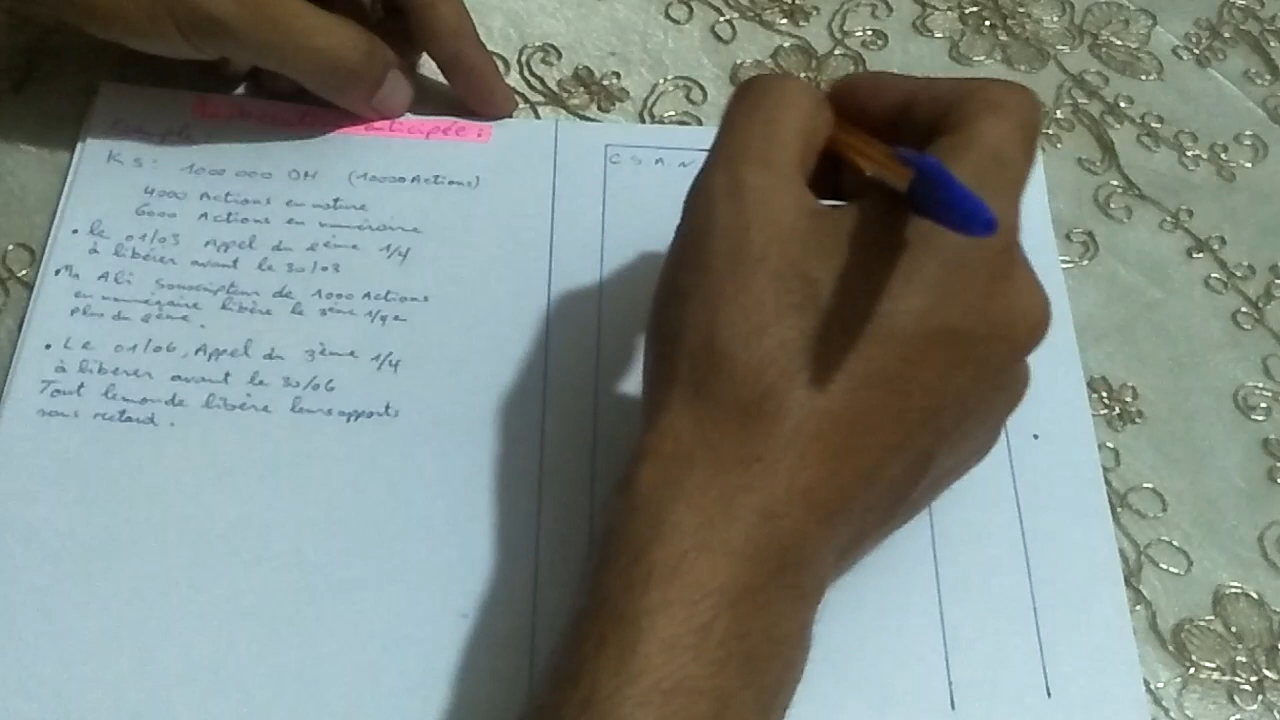 anticipée :
Exemple :
KS : 1000 000 DH (10000 Actions)
4000 Actions en nature
6000 Actions en numéraire
• le 01/03 Appel du 2ème 1/4
à libérer avant le 30/03
Mr Ali souscripteur de 1000 Actions
en numéraire libère le 3ème 1/4 en
plus du 2ème.
• Le 01/06, Appel du 3ème 1/4
à libérer avant le 30/06
Tout le monde libère leurs apports
sans retard.
C S A N